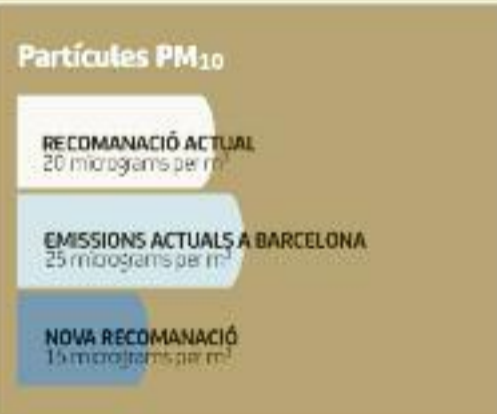 Partícules PM₁₀
RECOMANACIÓ ACTUAL
20 micrograms per m³
EMISSIONS ACTUALS A BARCELONA
25 micrograms per m³
NOVA RECOMANACIÓ
15 micrograms per m³